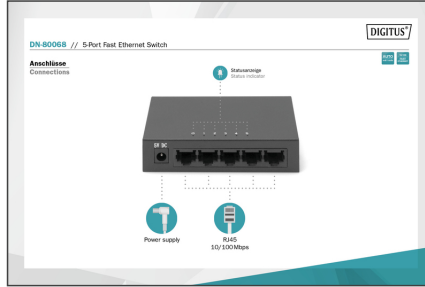 DIGITUS®
DN-80068 // 5-Port Fast Ethernet Switch
AUTO
Anschlüsse
Connections
Statusanzeige
Status indicator
5V DC
Power supply
RJ45
10/100 Mbps